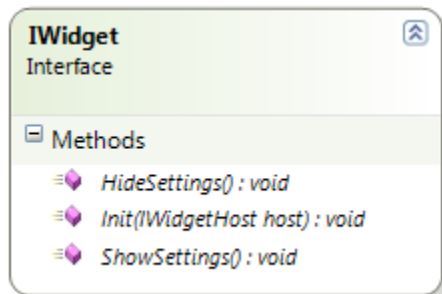 IWidget
Interface
Methods
HideSettings() : void
Init(IWidgetHost host) : void
ShowSettings() : void